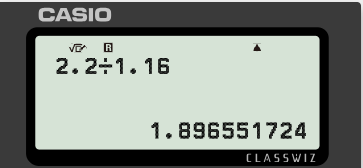 CASIO
√▱ R ▲
2.2÷1.16
1.896551724
CLASSWIZ